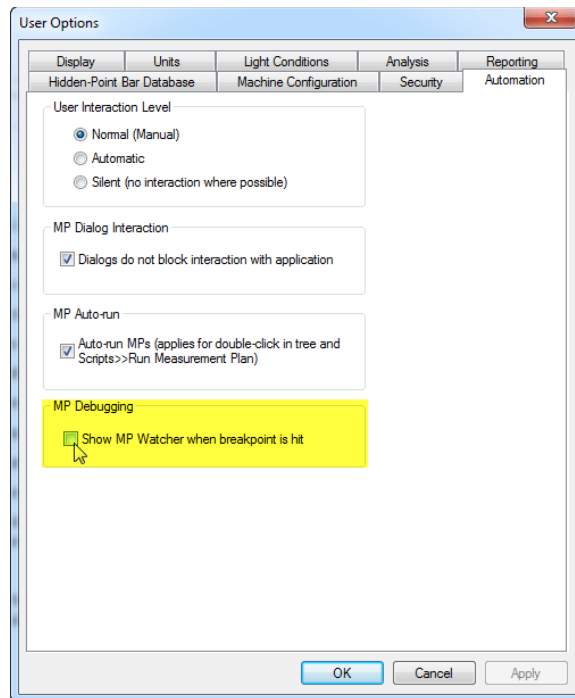 User Options
Display
Units
Light Conditions
Analysis
Reporting
Hidden-Point Bar Database
Machine Configuration
Security
Automation
User Interaction Level
Normal (Manual)
Automatic
Silent (no interaction where possible)
MP Dialog Interaction
Dialogs do not block interaction with application
MP Auto-run
Auto-run MPs (applies for double-click in tree and
Scripts>>Run Measurement Plan)
MP Debugging
Show MP Watcher when breakpoint is hit
OK
Cancel
Apply